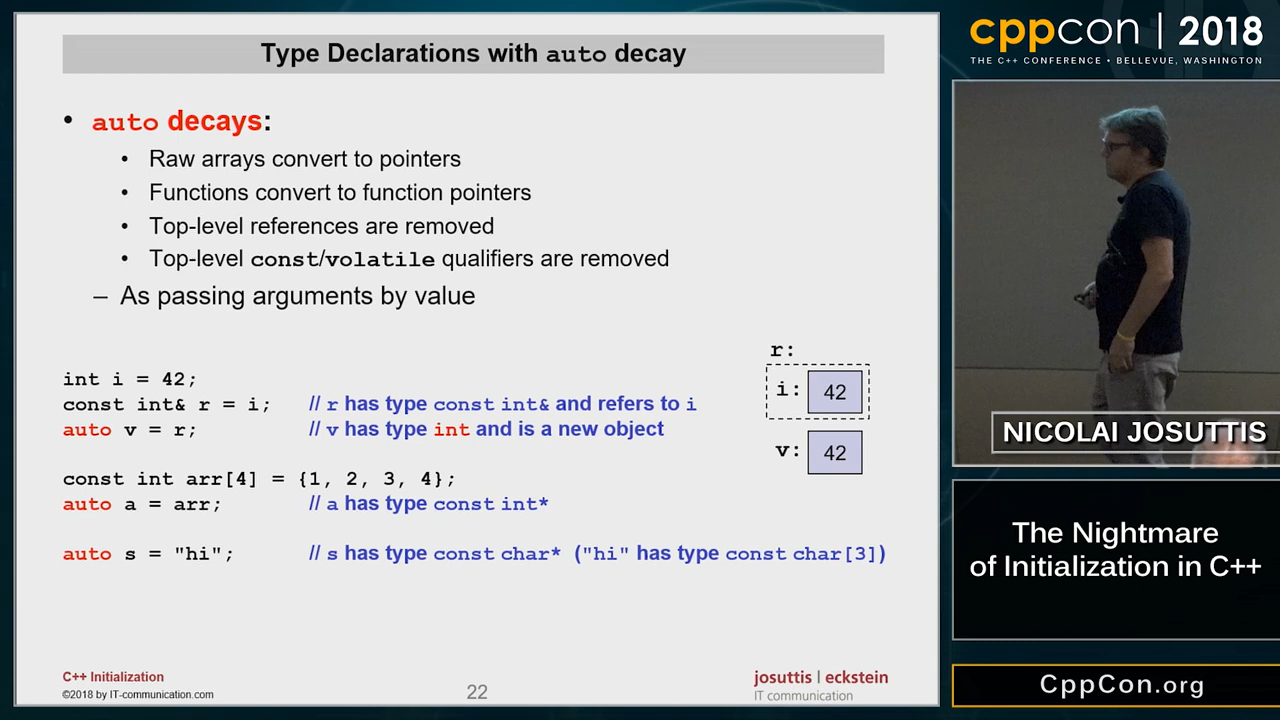 Type Declarations with auto decay
• auto decays:
• Raw arrays convert to pointers
• Functions convert to function pointers
• Top-level references are removed
• Top-level const/volatile qualifiers are removed
– As passing arguments by value
int i = 42;
const int& r = i; // r has type const int& and refers to i
auto v = r; // v has type int and is a new object
const int arr[4] = {1, 2, 3, 4};
auto a = arr; // a has type const int*
auto s = "hi"; // s has type const char* ("hi" has type const char[3])
r:
i: 42
v: 42
C++ Initialization
©2018 by IT-communication.com
22
josuttis | eckstein
IT communication
cppcon | 2018
THE C++ CONFERENCE • BELLEVUE, WASHINGTON
NICOLAI JOSUTTIS
The Nightmare
of Initialization in C++
CppCon.org